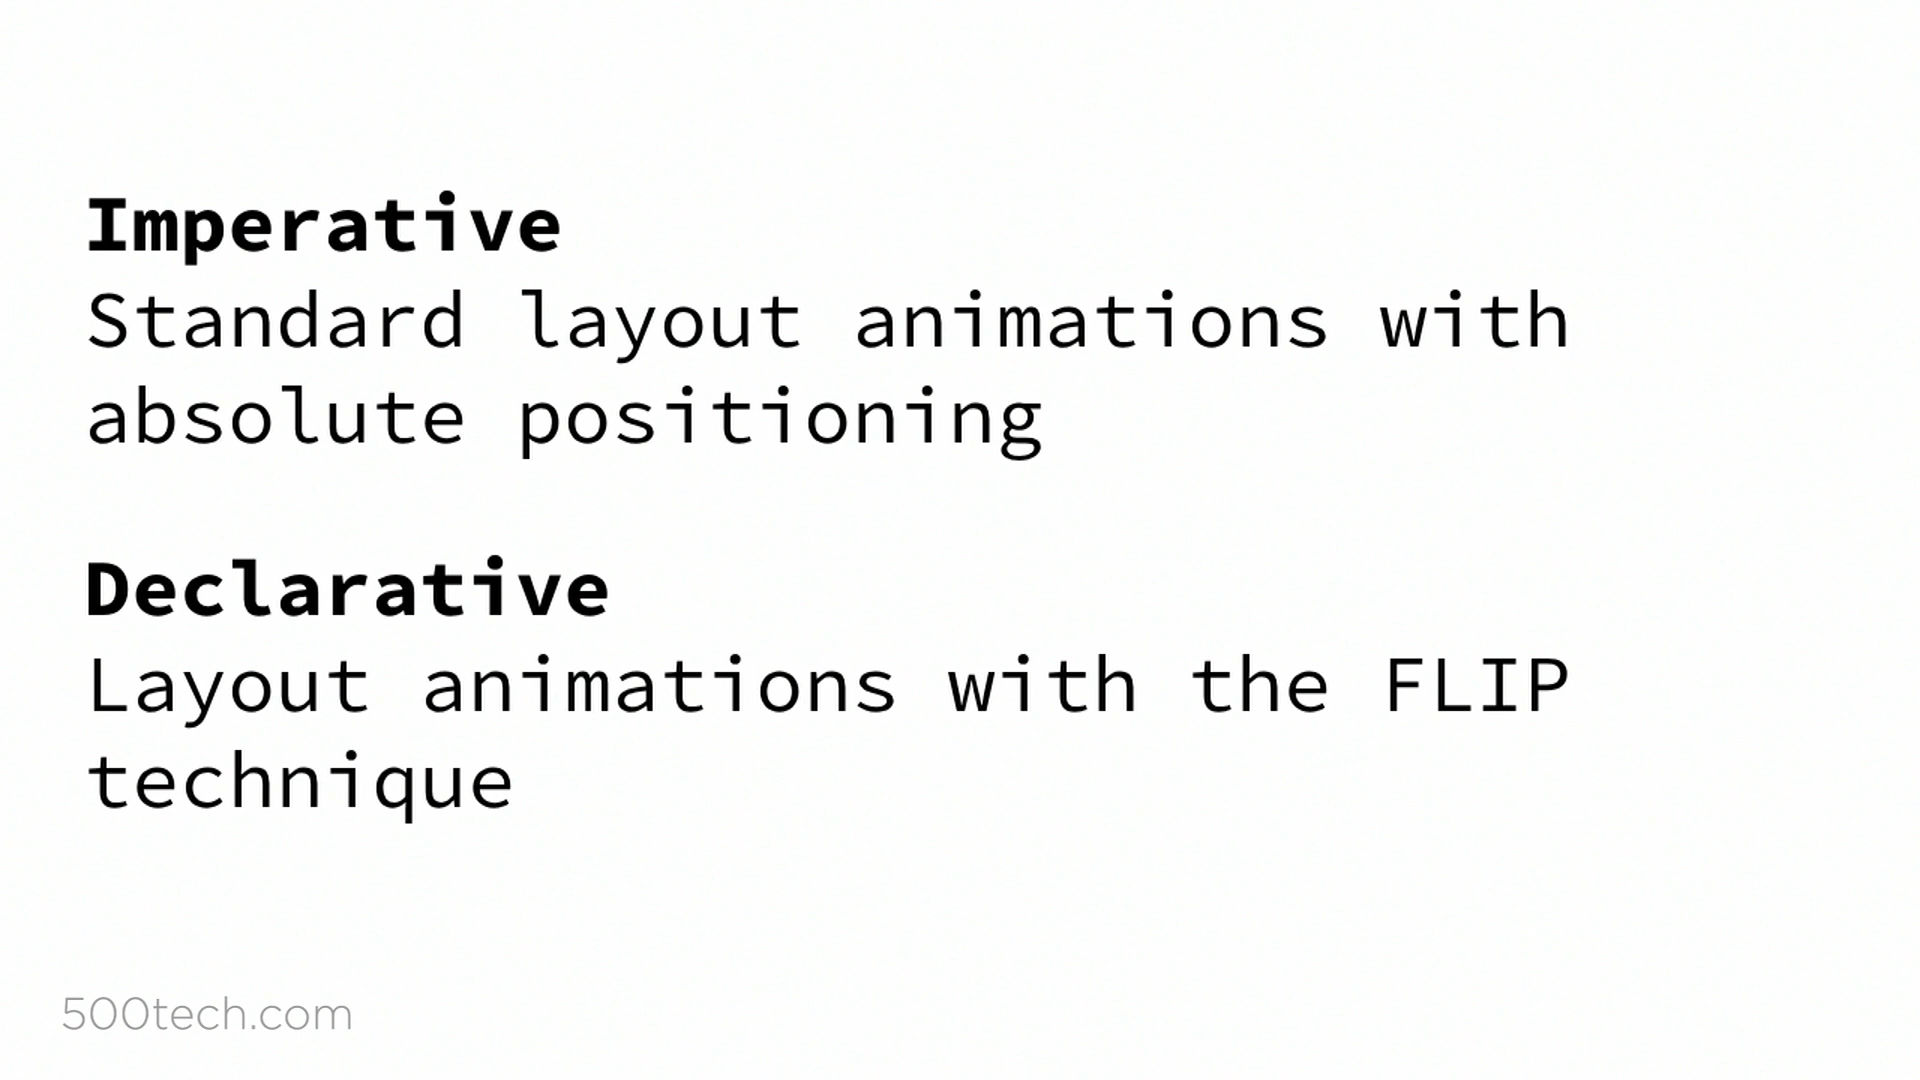 Imperative
Standard layout animations with
absolute positioning
Declarative
Layout animations with the FLIP
technique
500tech.com